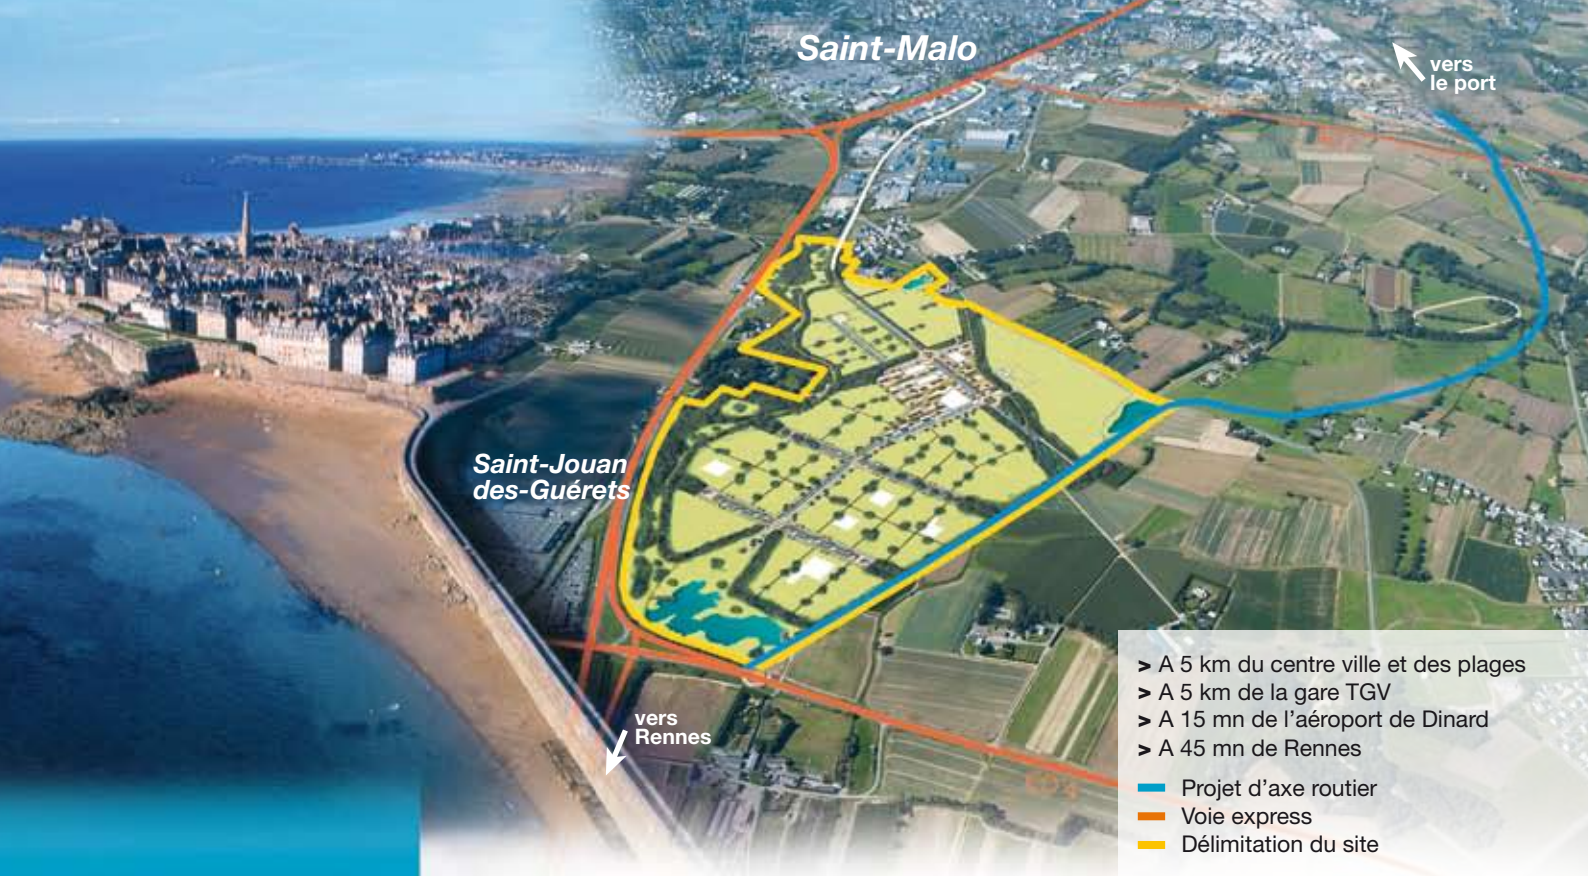 Saint-Malo
vers
le port
Saint-Jouan
des-Guérets
vers
Rennes
> A 5 km du centre ville et des plages
> A 5 km de la gare TGV
> A 15 mn de l'aéroport de Dinard
> A 45 mn de Rennes
Projet d'axe routier
Voie express
Délimitation du site